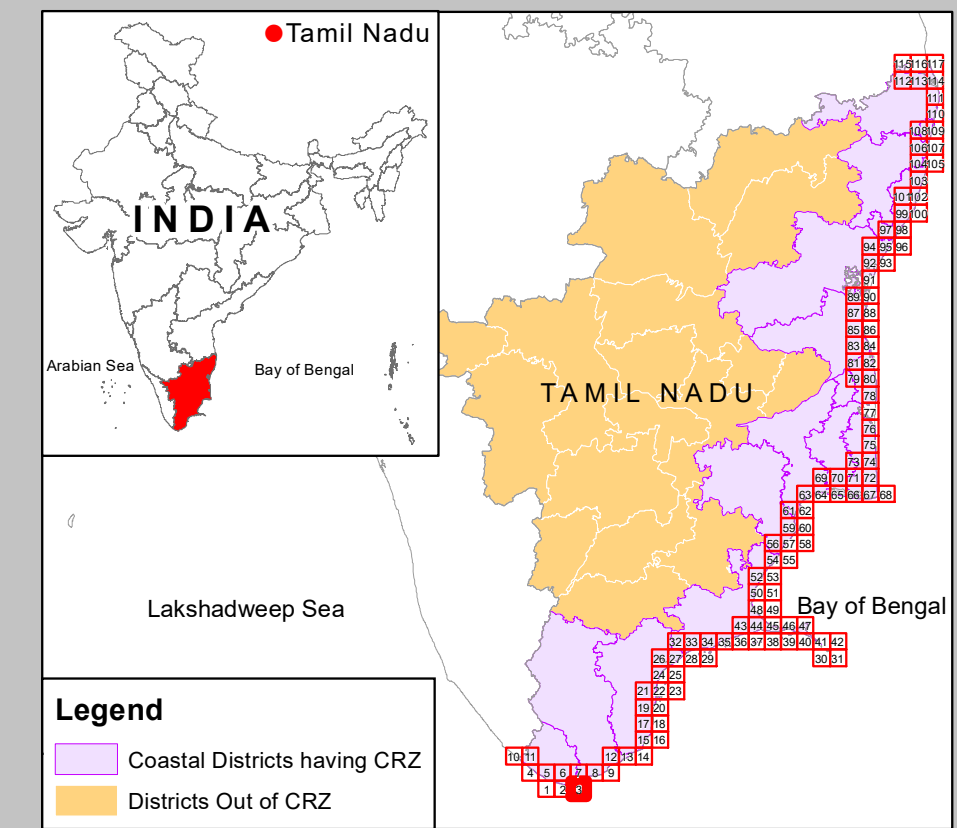 Tamil Nadu
INDIA
Arabian Sea
Bay of Bengal
115 116 117
112 113 114
111
110
108 109
106 107
104 105
103
101 102
99 100
97 98
94 95 96
92 93
91
89 90
87 88
85 86
83 84
81 82
79 80
TAMIL NADU
78
77
76
75
73 74
69 70 71 72
63 64 65 66 67 68
61 62
59 60
56 57 58
54 55
52 53
50 51
48 49
Lakshadweep Sea
Bay of Bengal
43 44 45 46 47
32 33 34 35 36 37 38 39 40 41 42
26 27 28 29
30 31
24 25
21 22 23
19 20
17 18
15 16
10 11
12 13 14
4 5 6 7 8 9
1 2 3
Legend
Coastal Districts having CRZ
Districts Out of CRZ